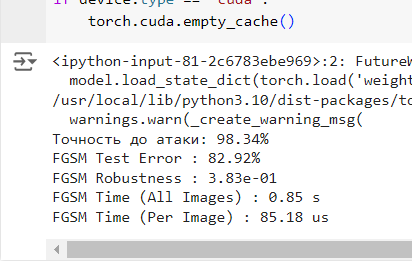 if device.type == "cuda":
torch.cuda.empty_cache()
<ipython-input-81-2c6783ebe969>:2: FutureW
model.load_state_dict(torch.load('weight
/usr/local/lib/python3.10/dist-packages/to
warnings.warn(_create_warning_msg(
Точность до атаки: 98.34%
FGSM Test Error : 82.92%
FGSM Robustness : 3.83e-01
FGSM Time (All Images) : 0.85 s
FGSM Time (Per Image) : 85.18 us